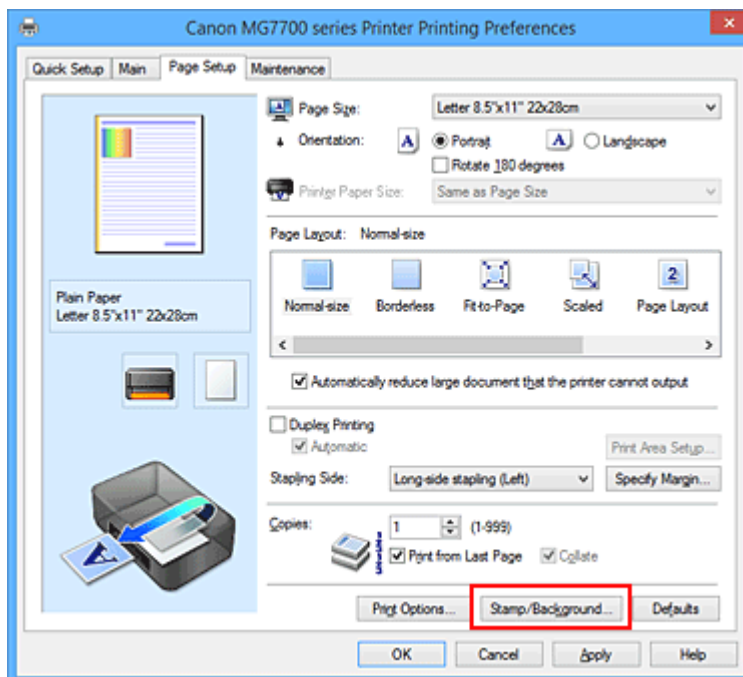 Canon MG7700 series Printer Printing Preferences
Quick Setup Main Page Setup Maintenance
Page Size: Letter 8.5"x11" 22x28cm
Orientation: A Portrait A Landscape
Rotate 180 degrees
Printer Paper Size: Same as Page Size
Page Layout: Normal-size
2
Normal-size Borderless Fit-to-Page Scaled Page Layout
Plain Paper
Letter 8.5"x11" 22x28cm
Automatically reduce large document that the printer cannot output
Duplex Printing
Automatic Print Area Setup...
Stapling Side: Long-side stapling (Left) Specify Margin...
Copies: 1 (1-999)
Print from Last Page Collate
A
Print Options... Stamp/Background... Defaults
OK Cancel Apply Help